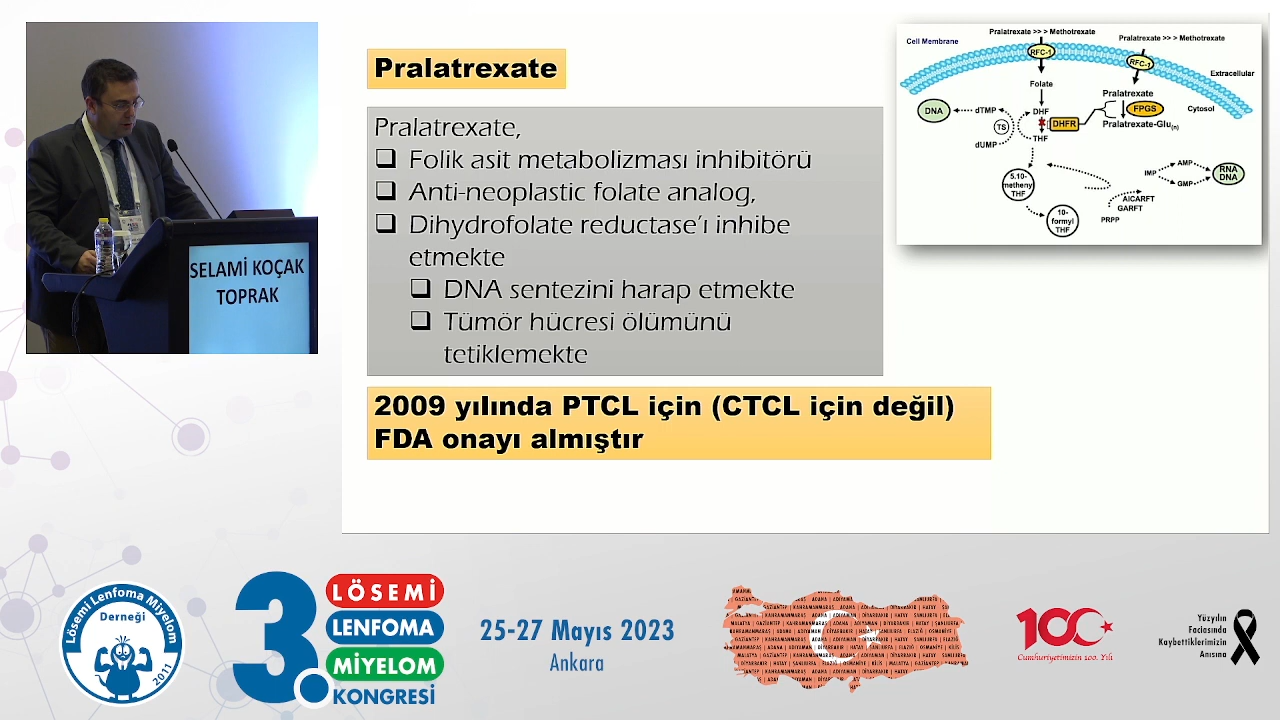 SELAMİ KOÇAK
TOPRAK
Pralatrexate
Pralatrexate,
Folik asit metabolizması inhibitörü
Anti-neoplastic folate analog,
Dihydrofolate reductase’ı inhibe
etmekte
DNA sentezini harap etmekte
Tümör hücresi ölümünü
tetiklemekte
2009 yılında PTCL için (CTCL için değil)
FDA onayı almıştır
Pralatrexate >> > Methotrexate
Pralatrexate >> > Methotrexate
Cell Membrane
RFC-1
RFC-1
Extracellular
Folate
Pralatrexate
Cytosol
DNA
dTMP
DHF
FPGS
TS
DHFR
Pralatrexate-Glu(n)
dUMP
THF
5,10-
metheny
THF
IMP
AMP
GMP
RNA
DNA
AICARFT
GARFT
PRPP
10-
formyl
THF
Lösemi Lenfoma Miyelom
Derneği
2021
3.
LÖSEMİ
LENFOMA
MİYELOM
KONGRESİ
25-27 Mayıs 2023
Ankara
100
Cumhuriyetimizin 100. Yılı
Yüzyılın
Faciasında
Kaybettiklerimizin
Anısına